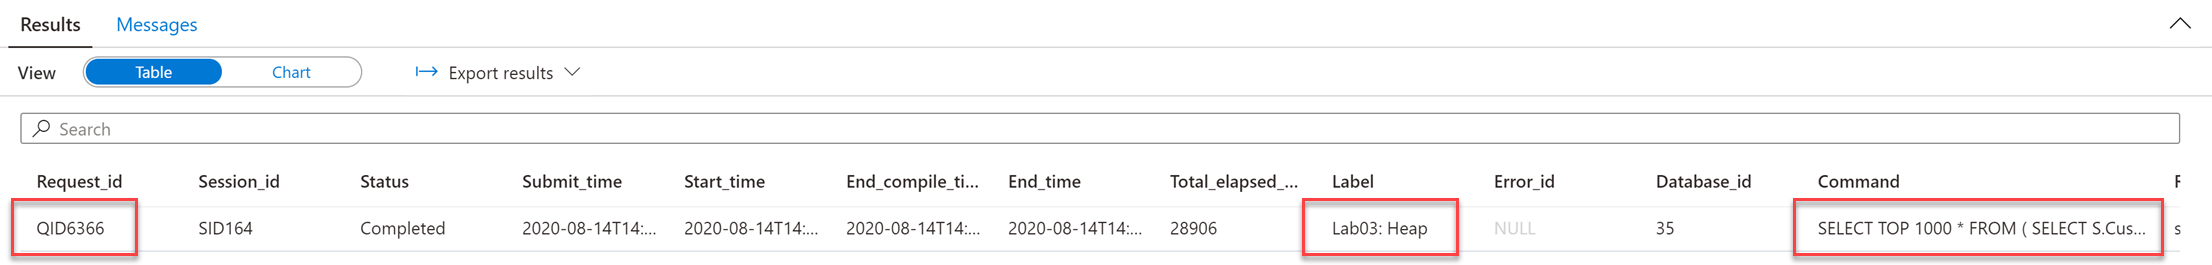 Results Messages
View Table Chart Export results
Search
Request_id Session_id Status Submit_time Start_time End_compile_ti... End_time Total_elapsed_... Label Error_id Database_id Command
QID6366 SID164 Completed 2020-08-14T14:... 2020-08-14T14:... 2020-08-14T14:... 2020-08-14T14:... 28906 Lab03: Heap NULL 35 SELECT TOP 1000 * FROM ( SELECT S.Cus... s